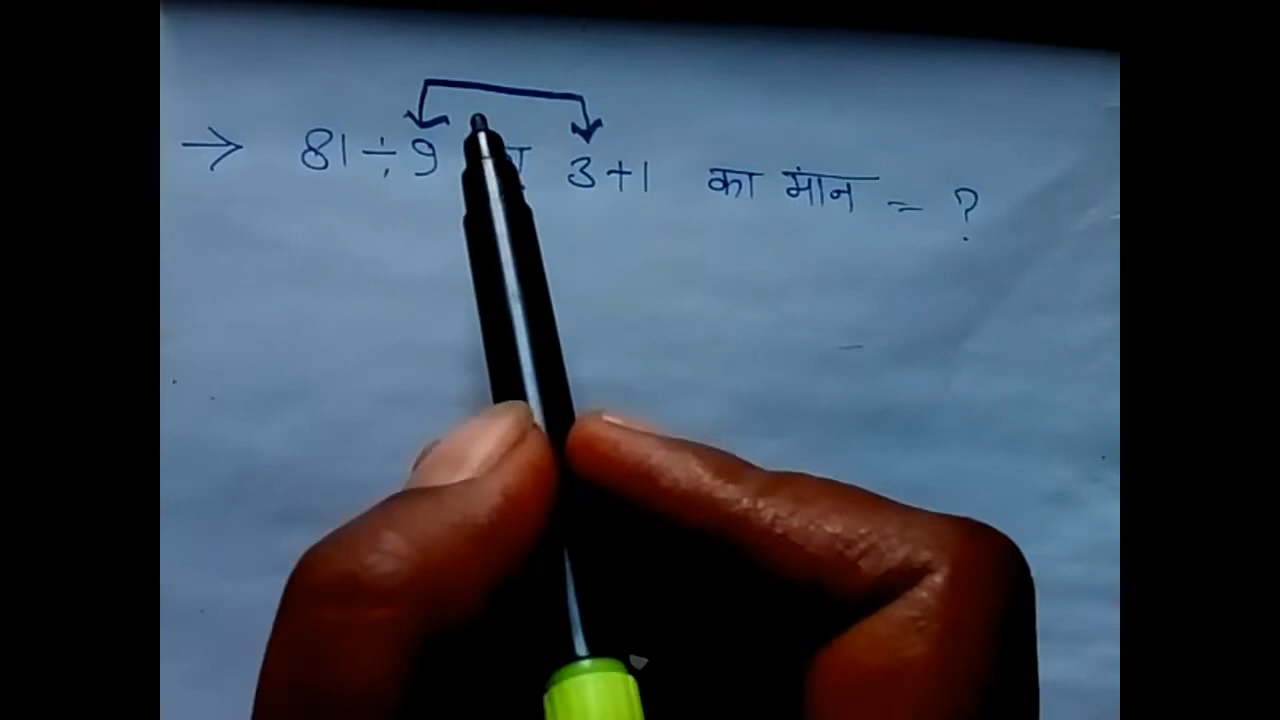 → 81÷9 3+1 का मान = ?